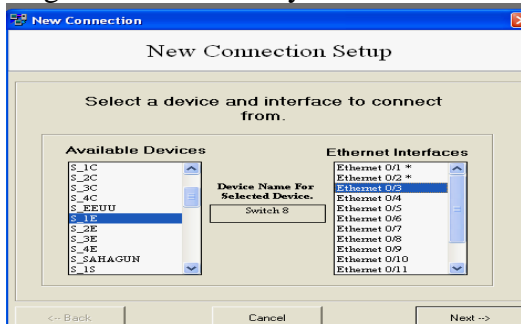 New Connection
New Connection Setup
Select a device and interface to connect
from.
Available Devices
S_1C
S_2C
S_3C
S_4C
S_EEUU
S_1E
S_2E
S_3E
S_4E
S_SAHAGUN
S_1S
Device Name For
Selected Device.
Switch 8
Ethernet Interfaces
Ethernet 0/1 *
Ethernet 0/2 *
Ethernet 0/3
Ethernet 0/4
Ethernet 0/5
Ethernet 0/6
Ethernet 0/7
Ethernet 0/8
Ethernet 0/9
Ethernet 0/10
Ethernet 0/11
<-- Back
Cancel
Next -->